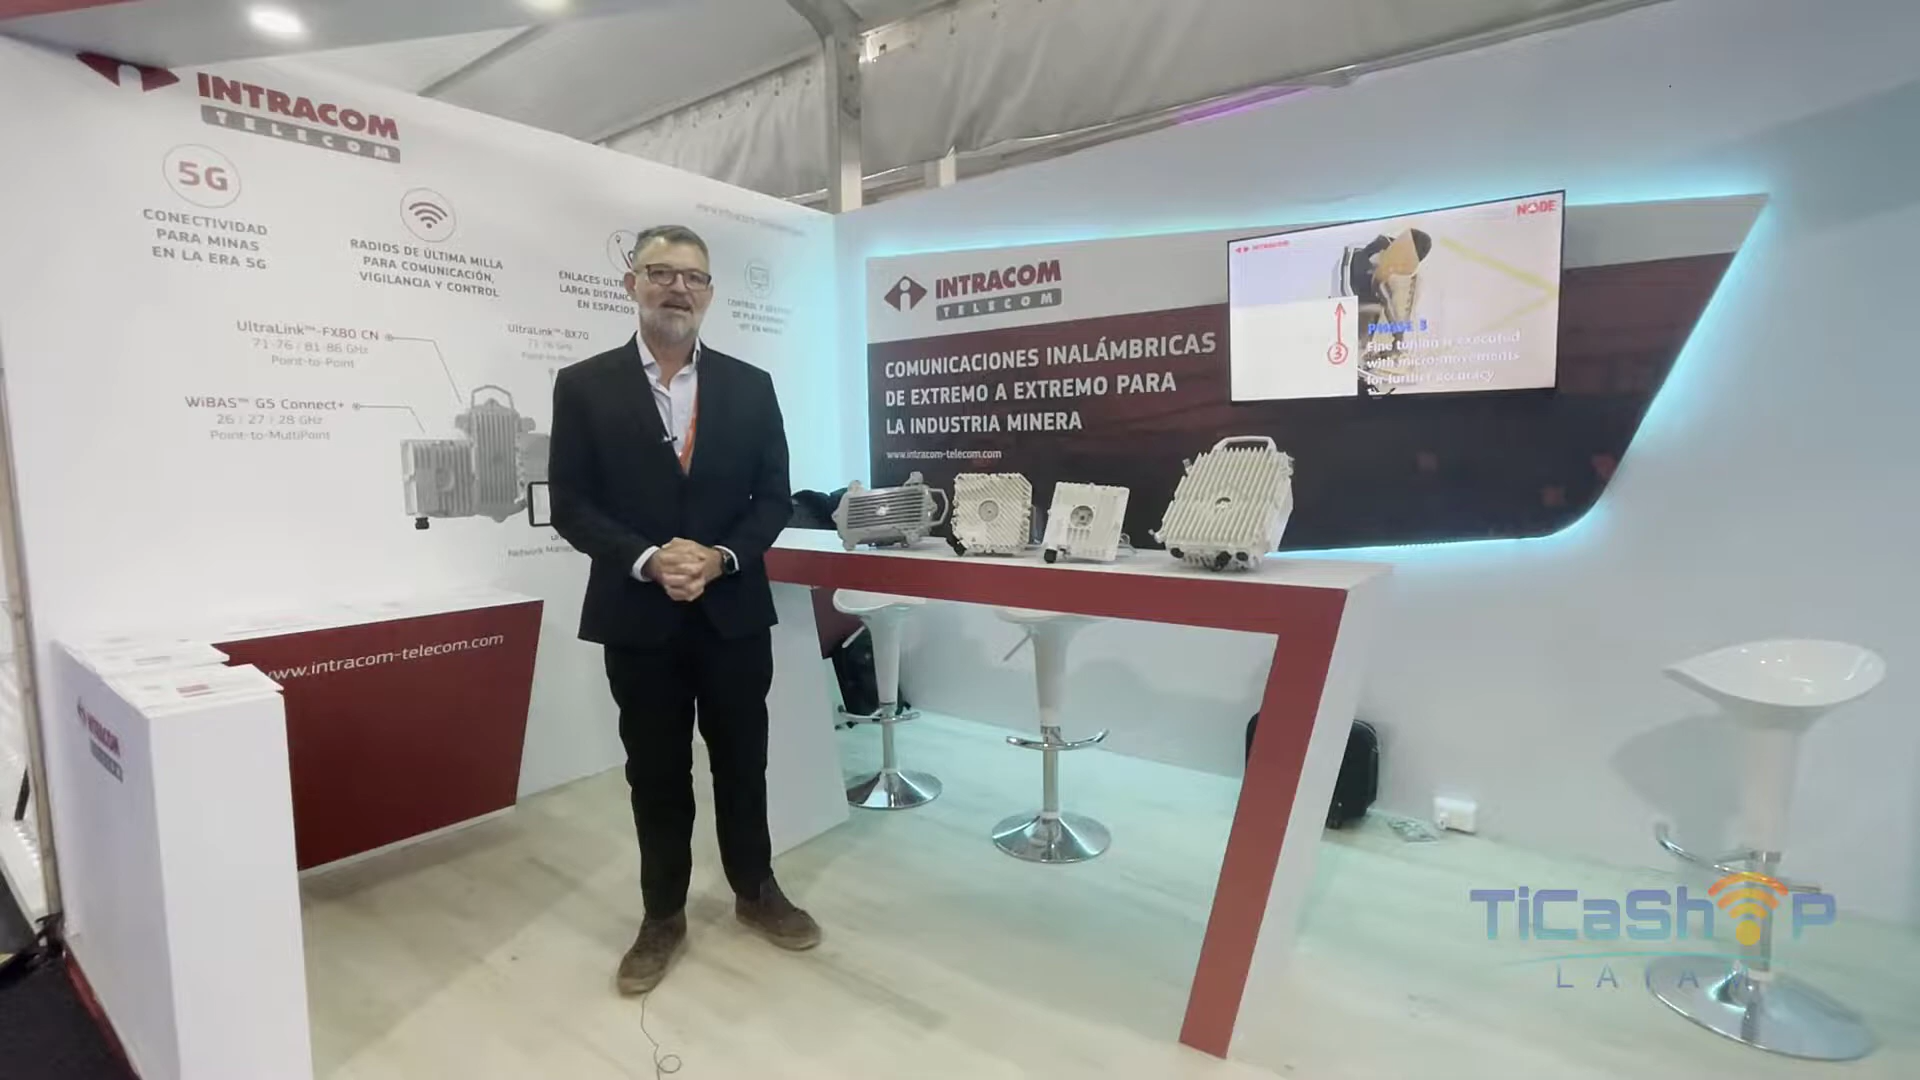 INTRACOM
TELECOM
5G
CONECTIVIDAD
PARA MINAS
EN LA ERA 5G
RADIOS DE ÚLTIMA MILLA
PARA COMUNICACIÓN,
VIGILANCIA Y CONTROL
ENLACES
LARGA
EN ESPACIOS
UltraLink™-FX80 CN
71-76 / 81-86 GHz
Point-to-Point
UltraLink™-BX70
WiBAS™ G5 Connect+
26 / 27 / 28 GHz
Point-to-MultiPoint
Network
www.intracom-telecom.com
INTRACOM
INTRACOM
TELECOM
COMUNICACIONES INALÁMBRICAS
DE EXTREMO A EXTREMO PARA
LA INDUSTRIA MINERA
www.intracom-telecom.com
INTRACOM
NODE
3
PHASE 3
Fine tuning is executed
with micro-movements
for further accuracy
TiCaShOP
LATAM